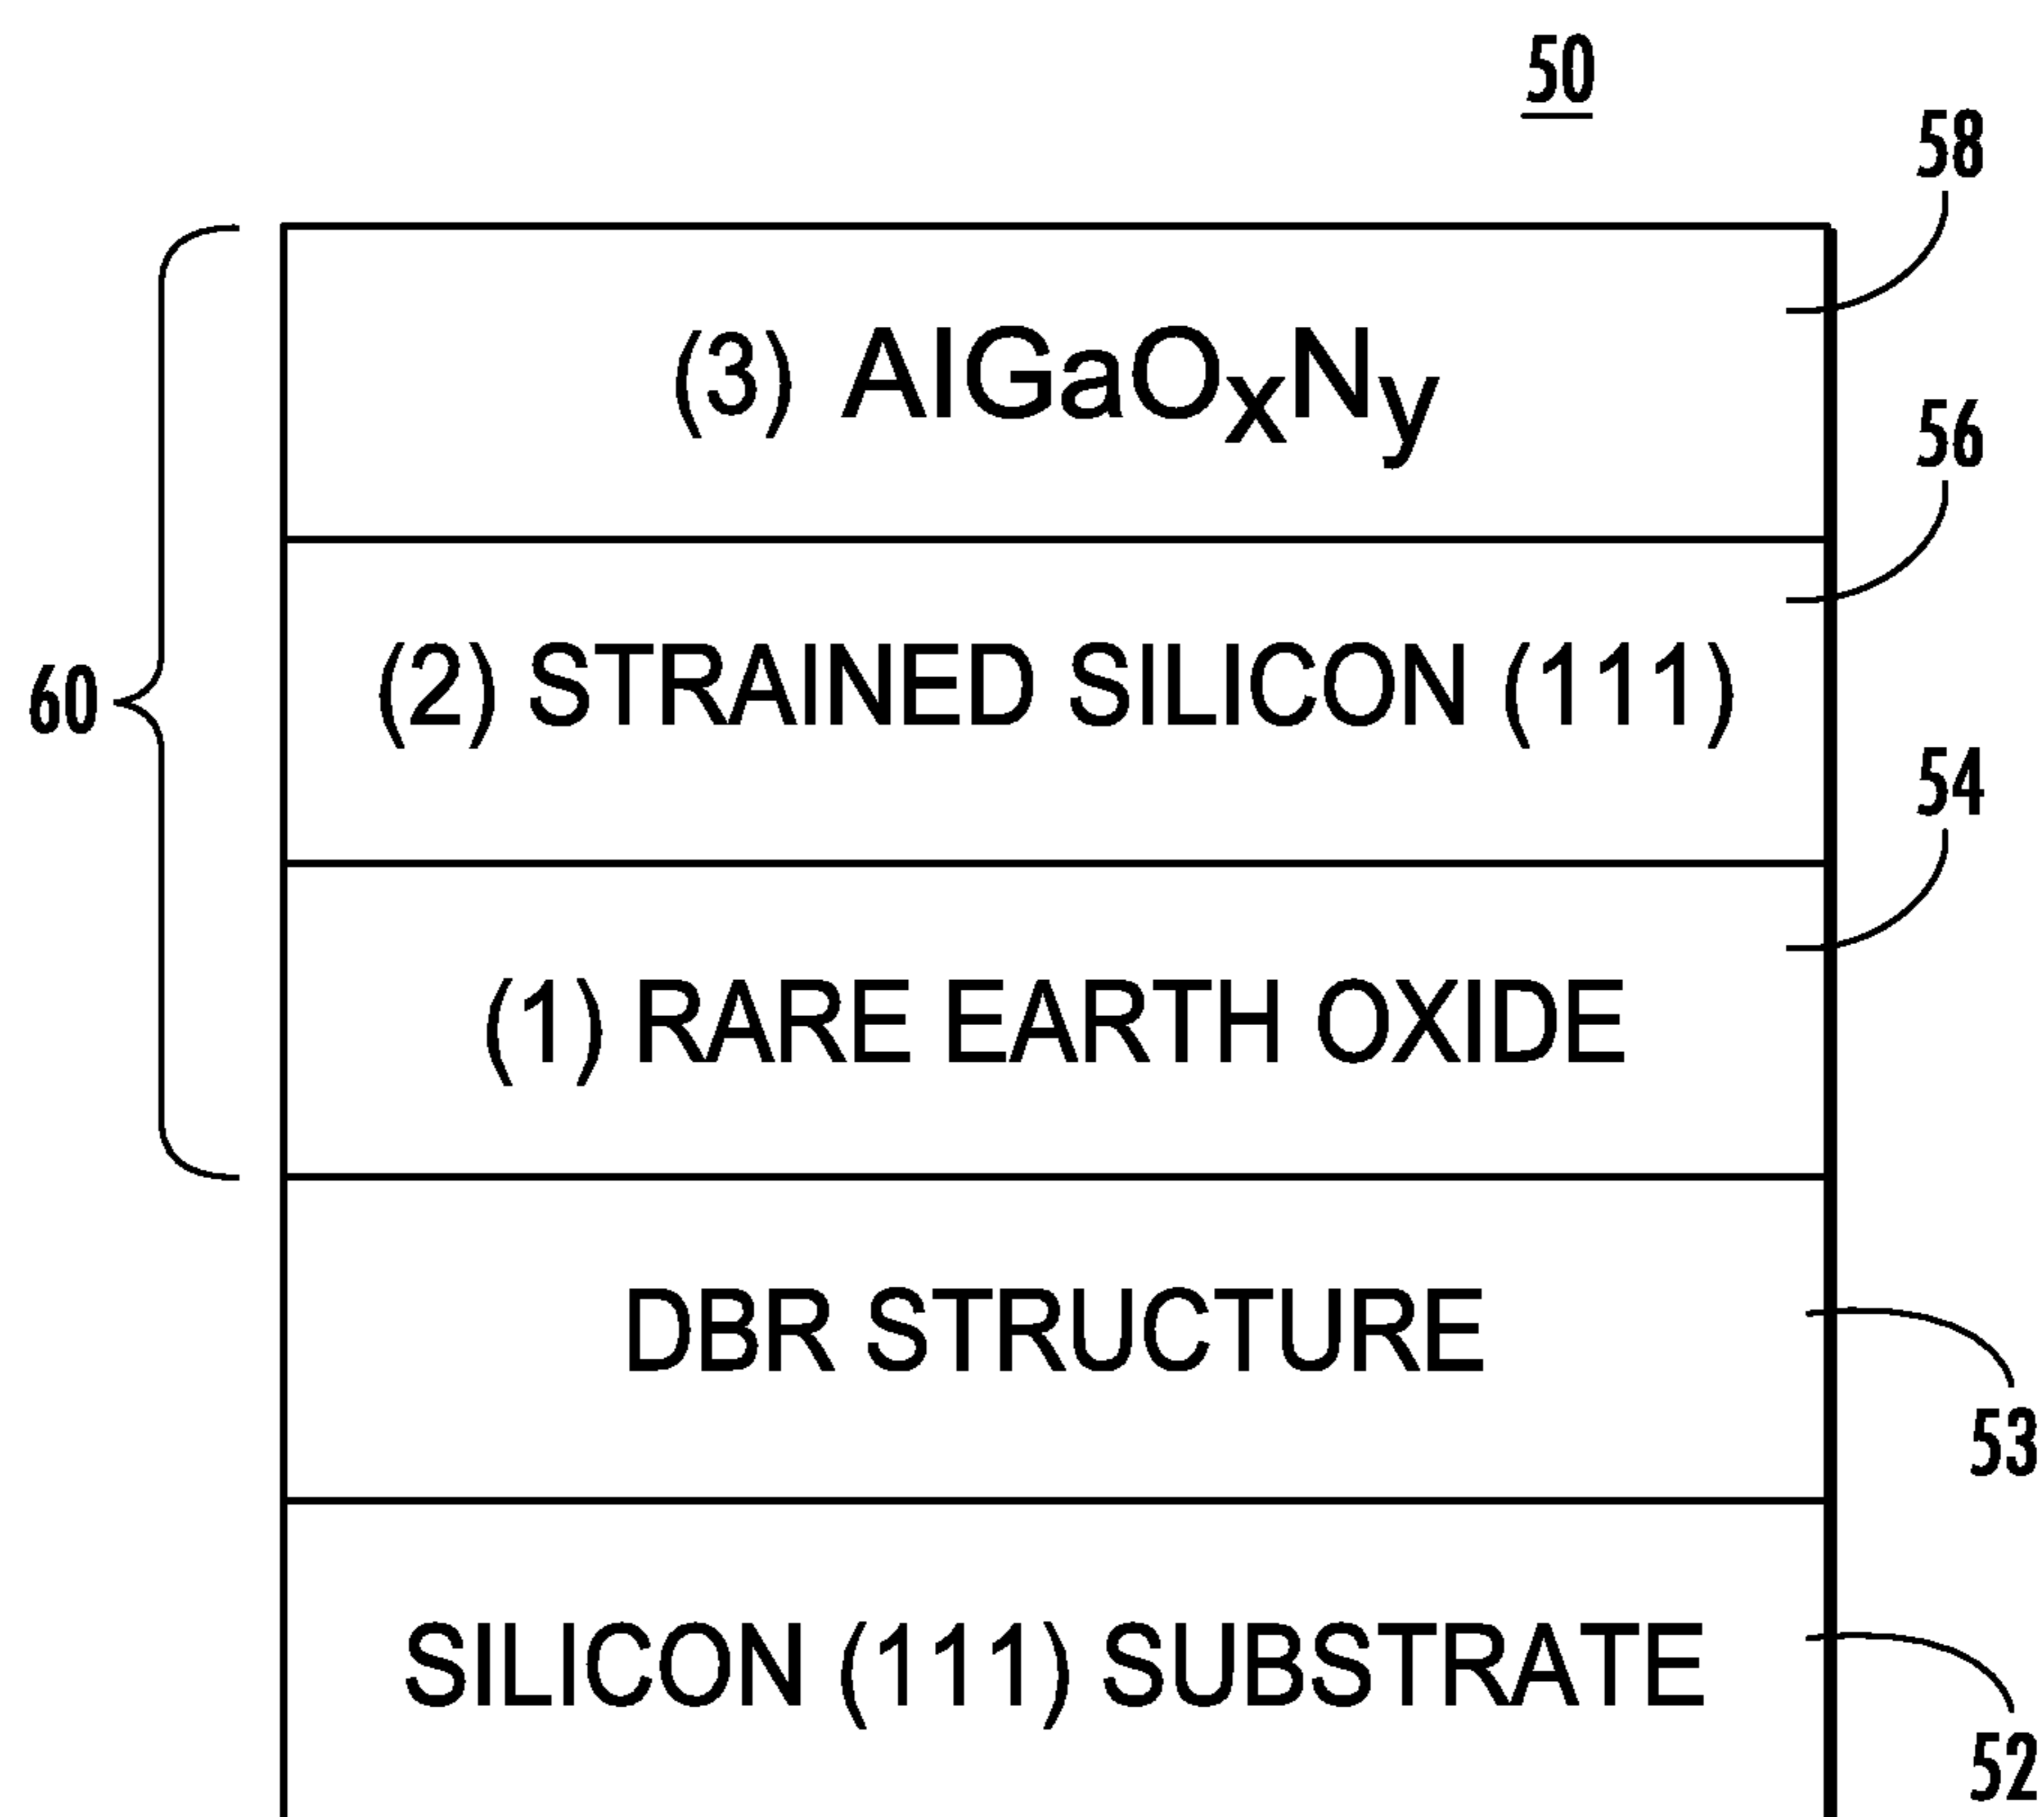 50
58
(3) AlGaOxNy
56
(2) STRAINED SILICON (111)
60
54
(1) RARE EARTH OXIDE
DBR STRUCTURE
53
SILICON (111) SUBSTRATE
52